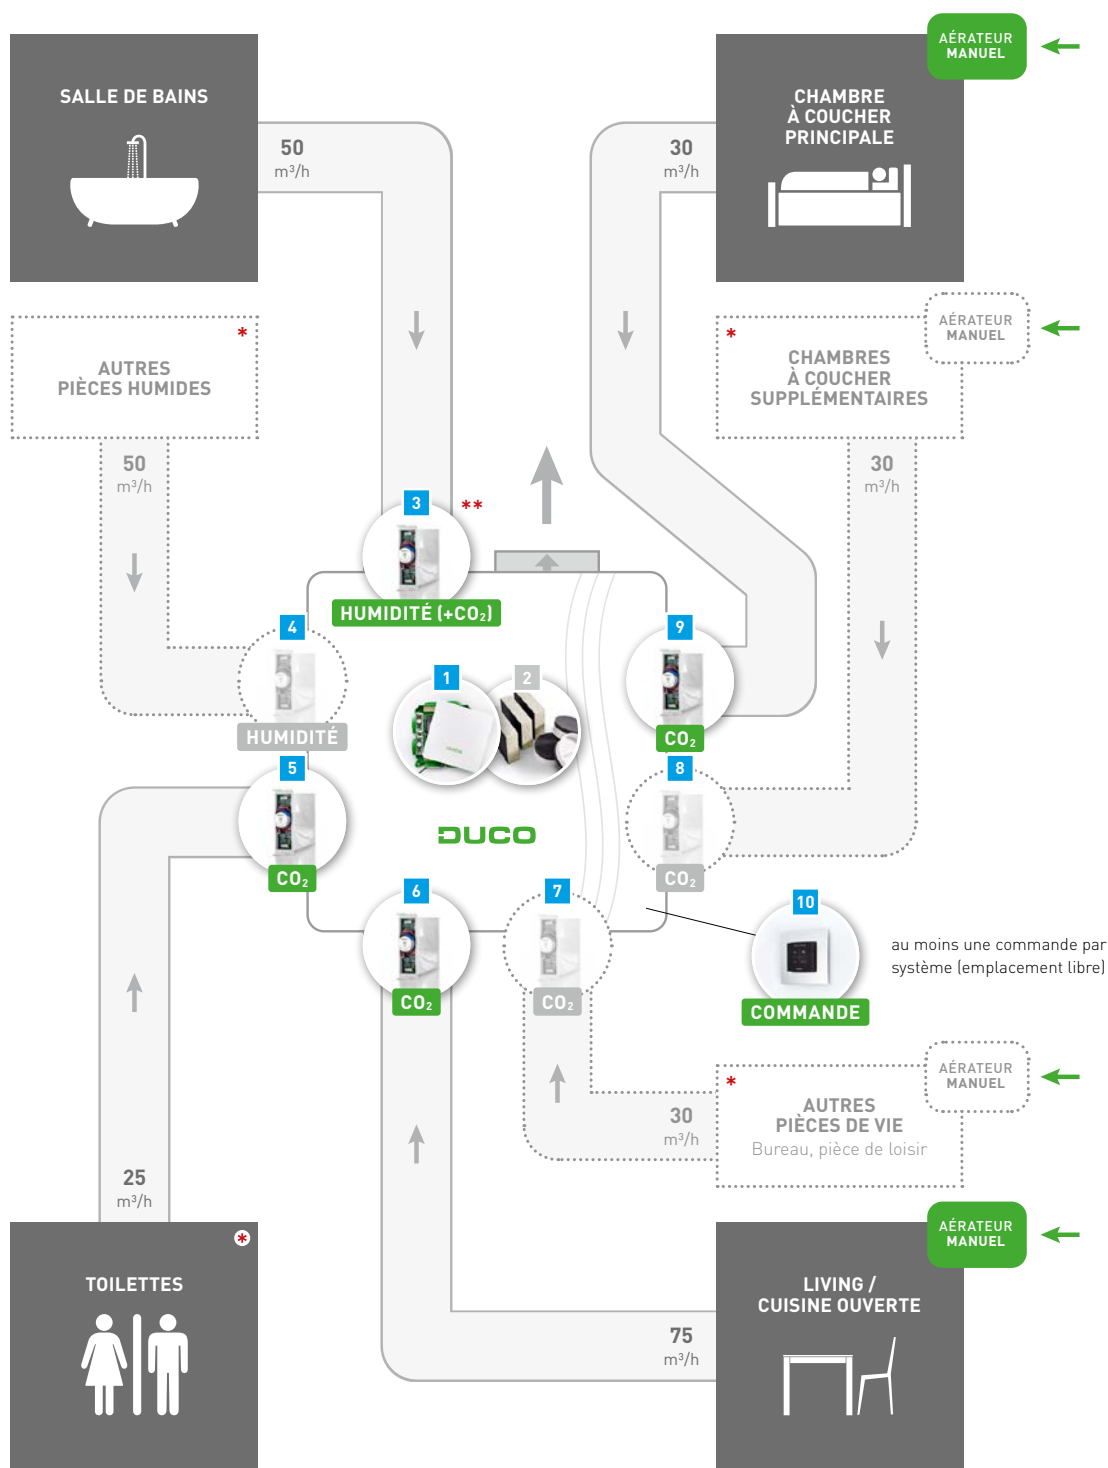 AÉRATEUR
MANUEL
SALLE DE BAINS
CHAMBRE
À COUCHER
PRINCIPALE
50
m³/h
30
m³/h
*
AUTRES
PIÈCES HUMIDES
AÉRATEUR
MANUEL
*
CHAMBRES
À COUCHER
SUPPLÉMENTAIRES
50
m³/h
30
m³/h
3
**
HUMIDITÉ (+CO₂)
4
HUMIDITÉ
9
CO₂
1
2
5
CO₂
8
CO₂
DUCO
6
CO₂
7
CO₂
10
COMMANDE
au moins une commande par
système (emplacement libre)
AÉRATEUR
MANUEL
*
AUTRES
PIÈCES DE VIE
Bureau, pièce de loisir
30
m³/h
25
m³/h
*
TOILETTES
AÉRATEUR
MANUEL
LIVING /
CUISINE OUVERTE
75
m³/h